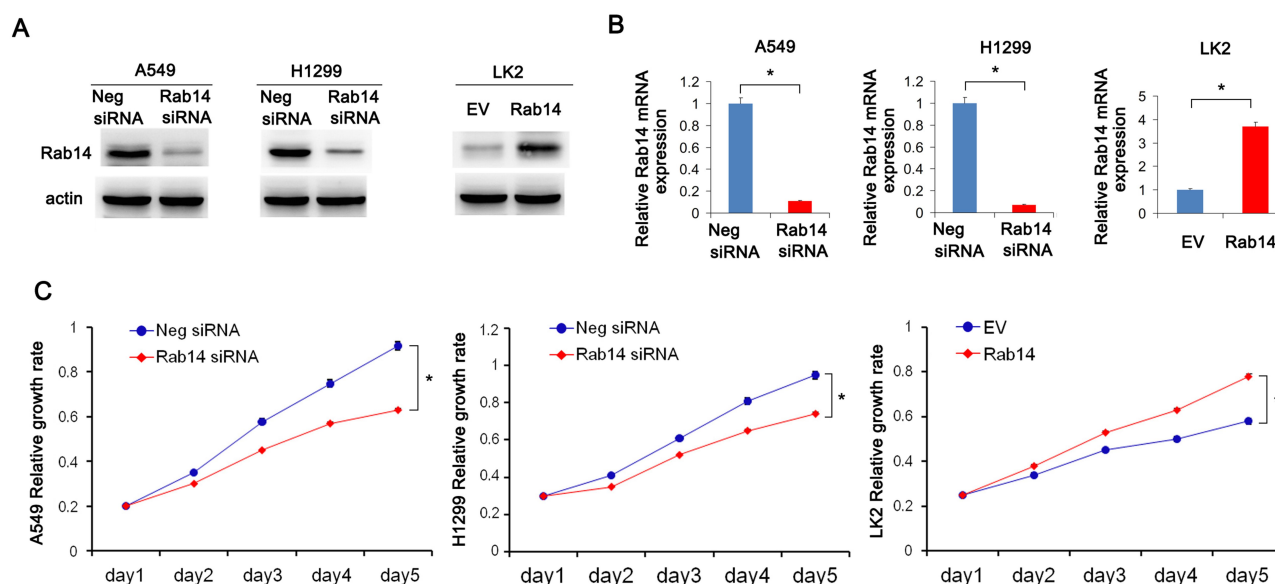 A
A549
H1299
LK2
Neg siRNA
Rab14 siRNA
Neg siRNA
Rab14 siRNA
EV
Rab14
Rab14
actin
B
A549
Relative Rab14 mRNA expression
1.2
1
0.8
0.6
0.4
0.2
0
*
Neg siRNA
Rab14 siRNA
H1299
Relative Rab14 mRNA expression
1.2
1
0.8
0.6
0.4
0.2
0
*
Neg siRNA
Rab14 siRNA
LK2
Relative Rab14 mRNA expression
5
4
3
2
1
0
*
EV
Rab14
C
A549 Relative growth rate
1
0.8
0.6
0.4
0.2
0
Neg siRNA
Rab14 siRNA
*
day1 day2 day3 day4 day5
H1299 Relative growth rate
1.2
1
0.8
0.6
0.4
0.2
0
Neg siRNA
Rab14 siRNA
*
day1 day2 day3 day4 day5
LK2 Relative growth rate
1
0.8
0.6
0.4
0.2
0
EV
Rab14
day1 day2 day3 day4 day5